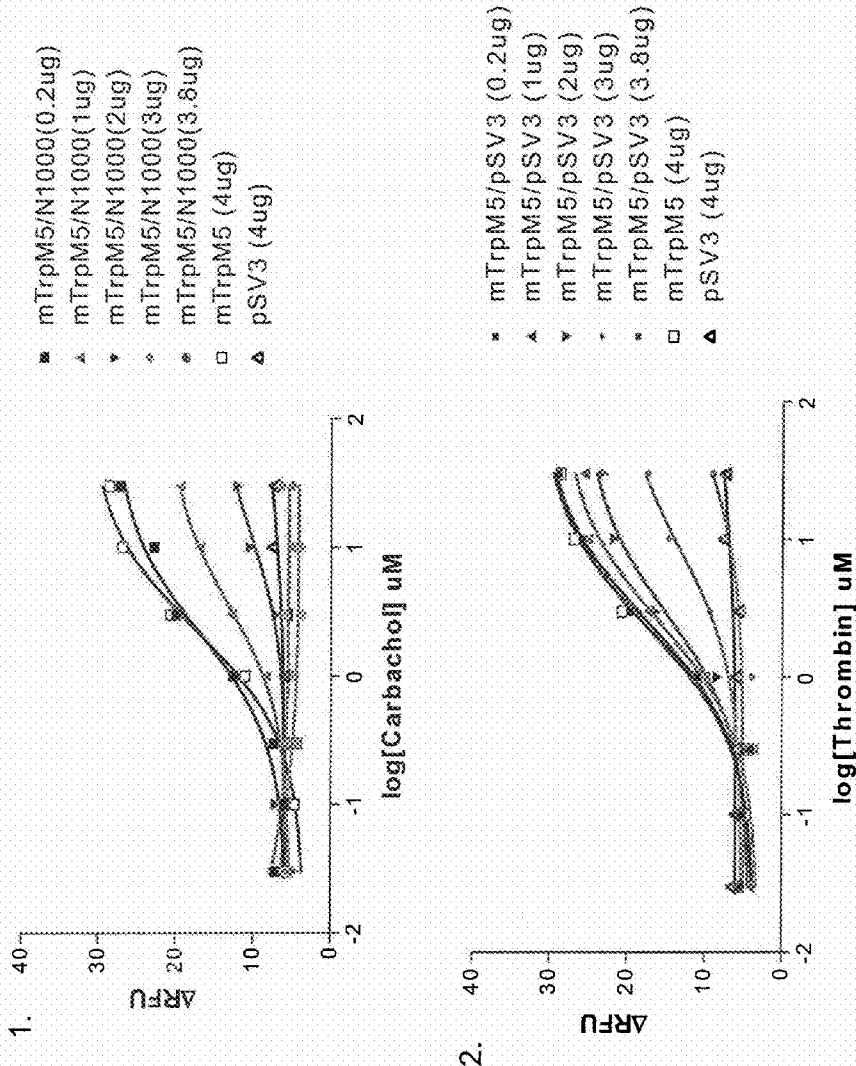 1.
ΔRFU
40
30
20
10
0
-2
-1
0
1
2
log[Carbachol] uM
mTrpM5/N1000(0.2ug)
mTrpM5/N1000(1ug)
mTrpM5/N1000(2ug)
mTrpM5/N1000(3ug)
mTrpM5/N1000(3.8ug)
mTrpM5 (4ug)
pSV3 (4ug)
2.
ΔRFU
40
30
20
10
0
-2
-1
0
1
2
log[Thrombin] uM
mTrpM5/pSV3 (0.2ug)
mTrpM5/pSV3 (1ug)
mTrpM5/pSV3 (2ug)
mTrpM5/pSV3 (3ug)
mTrpM5/pSV3 (3.8ug)
mTrpM5 (4ug)
pSV3 (4ug)